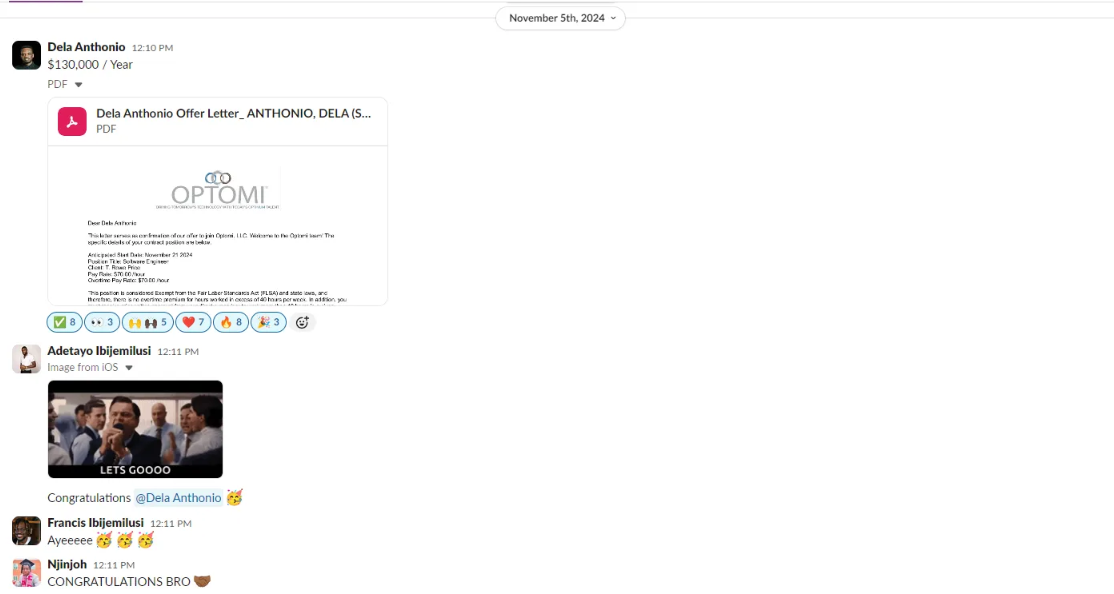 November 5th, 2024
Dela Anthonio 12:10 PM
$130,000 / Year
PDF
Dela Anthonio Offer Letter_ ANTHONIO, DELA (S...
PDF
OPTOMI
DRIVING TOMORROW'S TECHNOLOGY WITH TODAY'S OPTIMUM TALENT
Dear Dela Anthonio
This letter serves as confirmation of our offer to join Optomi, LLC. Welcome to the Optomi team! The
specific details of your contract position are below.
Anticipated Start Date: November 21 2024
Position Title: Software Engineer
Client: T. Rowe Price
Pay Rate: $70.00 /hour
Overtime Pay Rate: $70.00 /hour
This position is considered Exempt from the Fair Labor Standards Act (FLSA) and state laws, and
therefore, there is no overtime premium for hours worked in excess of 40 hours per week. In addition, you
✅ 8 👀 3 🙌 🙌🏿 5 ❤️ 7 🔥 8 🎉 3
Adetayo Ibijemilusi 12:11 PM
Image from iOS
LETS GOOOO
Congratulations @Dela Anthonio 🥳
Francis Ibijemilusi 12:11 PM
Ayeeeee 🥳 🥳 🥳
Njinjoh 12:11 PM
CONGRATULATIONS BRO 🤝🏾